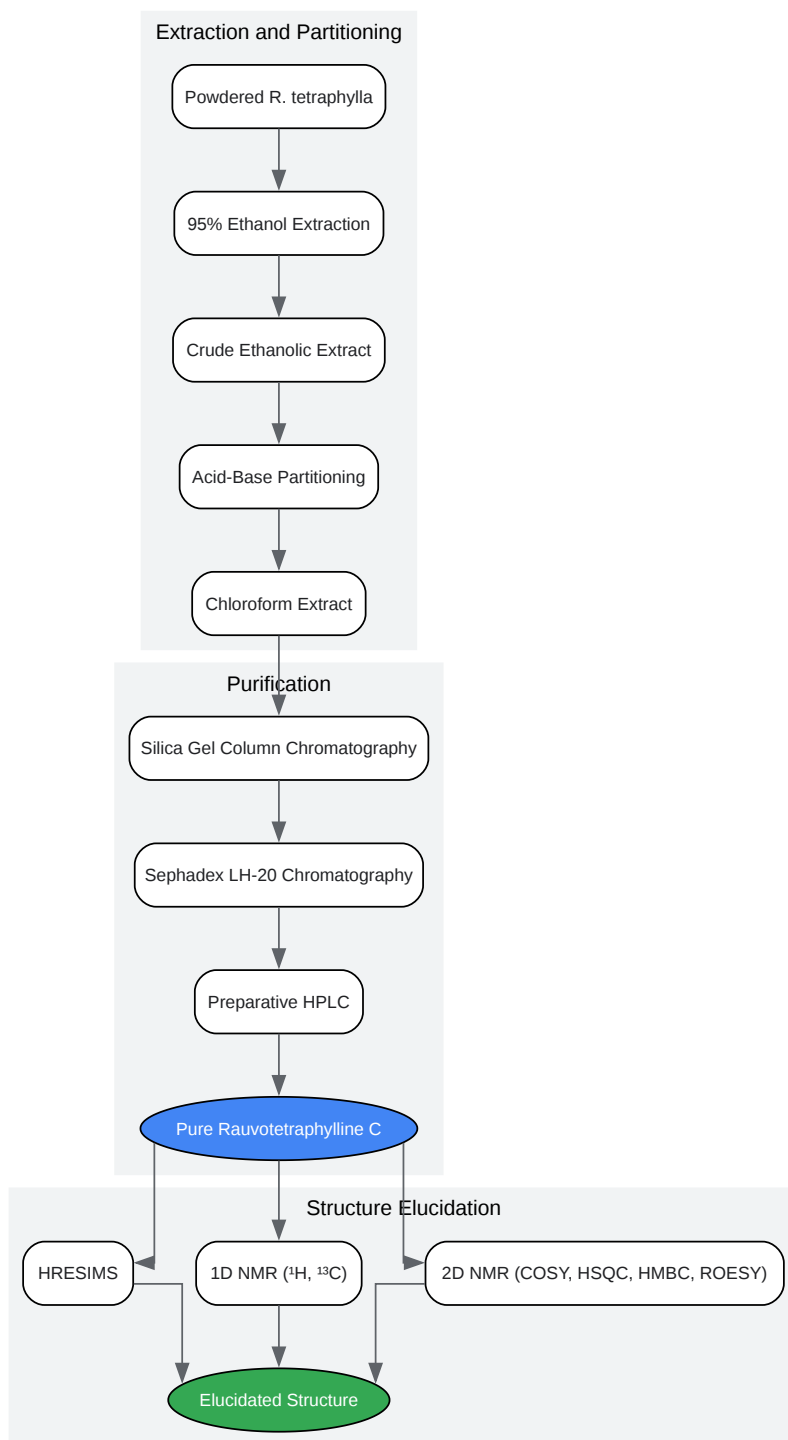 Extraction and Partitioning
Powdered R. tetraphylla
95% Ethanol Extraction
Crude Ethanolic Extract
Acid-Base Partitioning
Chloroform Extract
Purification
Silica Gel Column Chromatography
Sephadex LH-20 Chromatography
Preparative HPLC
Pure Rauvotetraphylline C
Structure Elucidation
HRESIMS
1D NMR (¹H, ¹³C)
2D NMR (COSY, HSQC, HMBC, ROESY)
Elucidated Structure